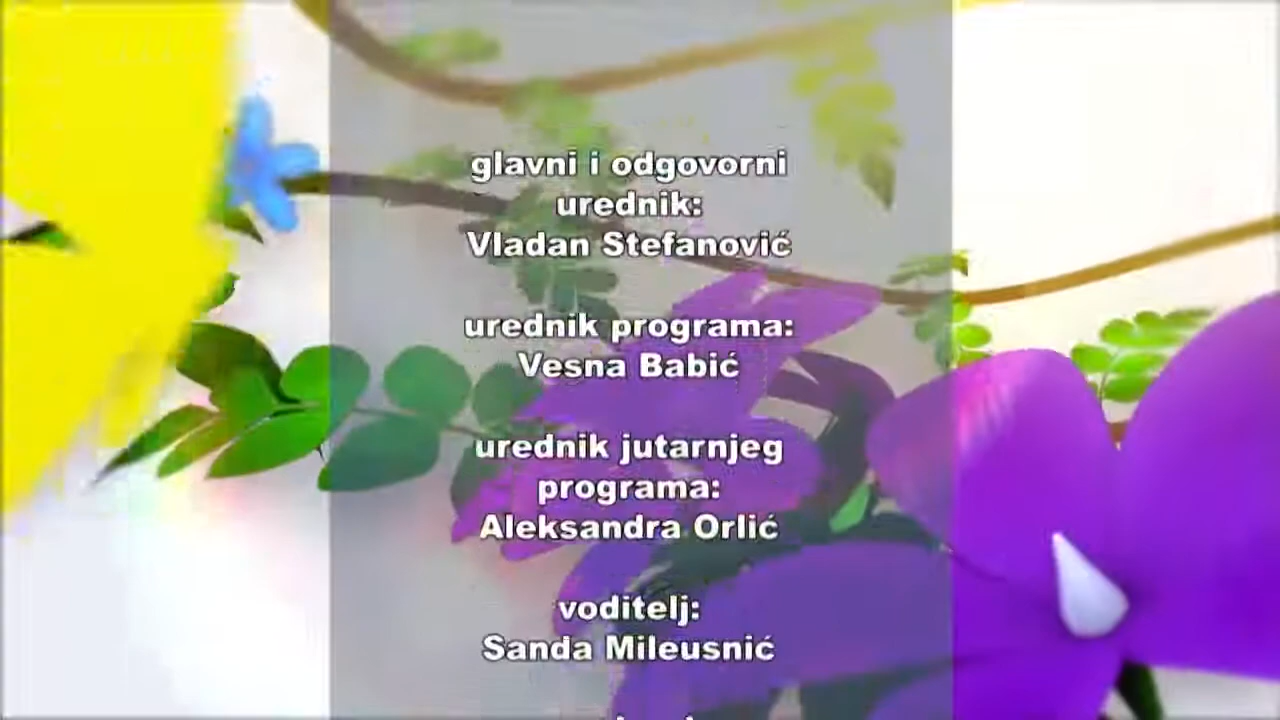 glavni i odgovorni
urednik:
Vladan Stefanović
urednik programa:
Vesna Babić
urednik jutarnjeg
programa:
Aleksandra Orlić
voditelj:
Sanda Mileusnić